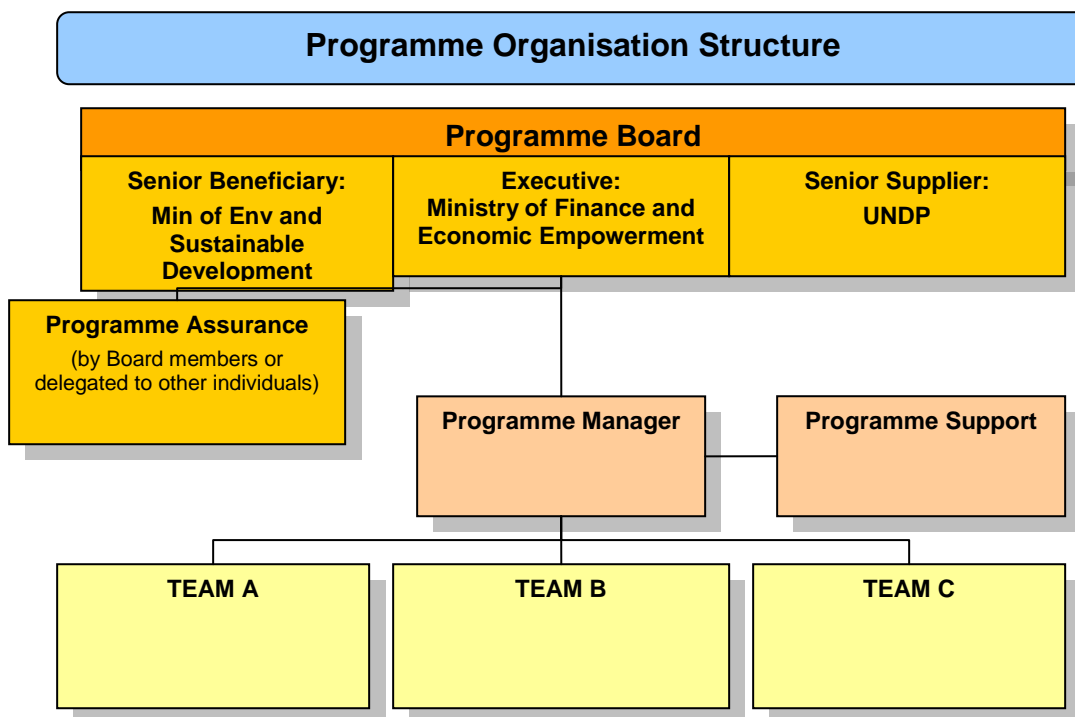 Programme Organisation Structure
Programme Board
Senior Beneficiary:
Min of Env and
Sustainable
Development
Executive:
Ministry of Finance and
Economic Empowerment
Senior Supplier:
UNDP
Programme Assurance
(by Board members or
delegated to other individuals)
Programme Manager
Programme Support
TEAM A
TEAM B
TEAM C